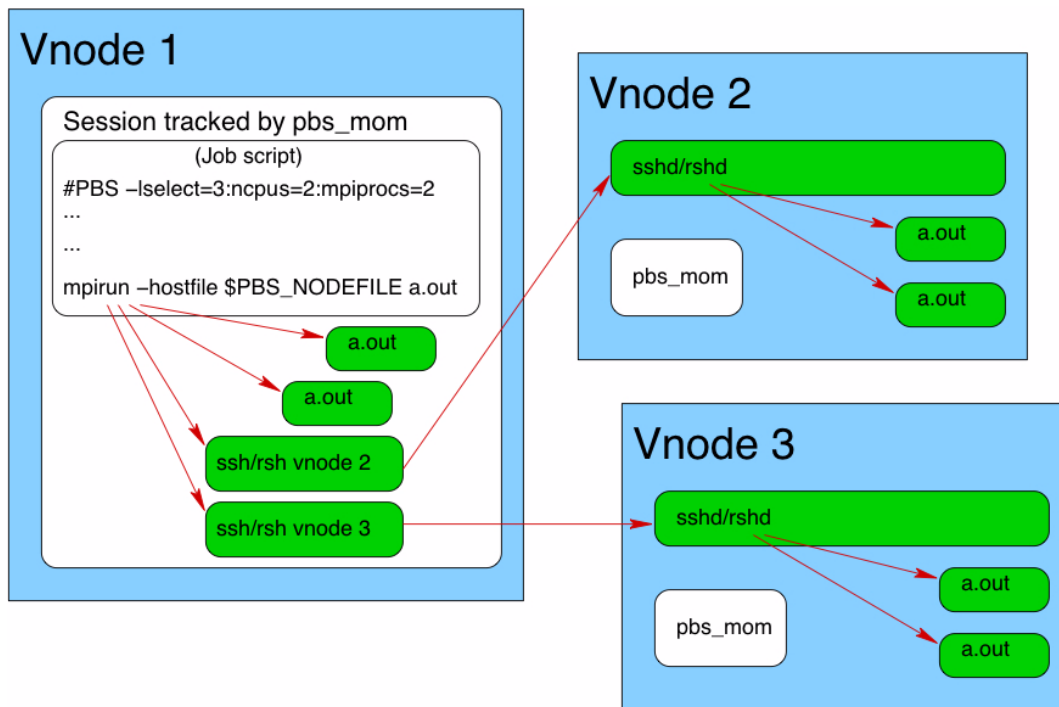 Vnode 1
Session tracked by pbs_mom
(Job script)
#PBS –lselect=3:ncpus=2:mpiprocs=2
...
...
mpirun –hostfile $PBS_NODEFILE a.out
a.out
a.out
ssh/rsh vnode 2
ssh/rsh vnode 3
Vnode 2
sshd/rshd
a.out
pbs_mom
a.out
Vnode 3
sshd/rshd
a.out
pbs_mom
a.out